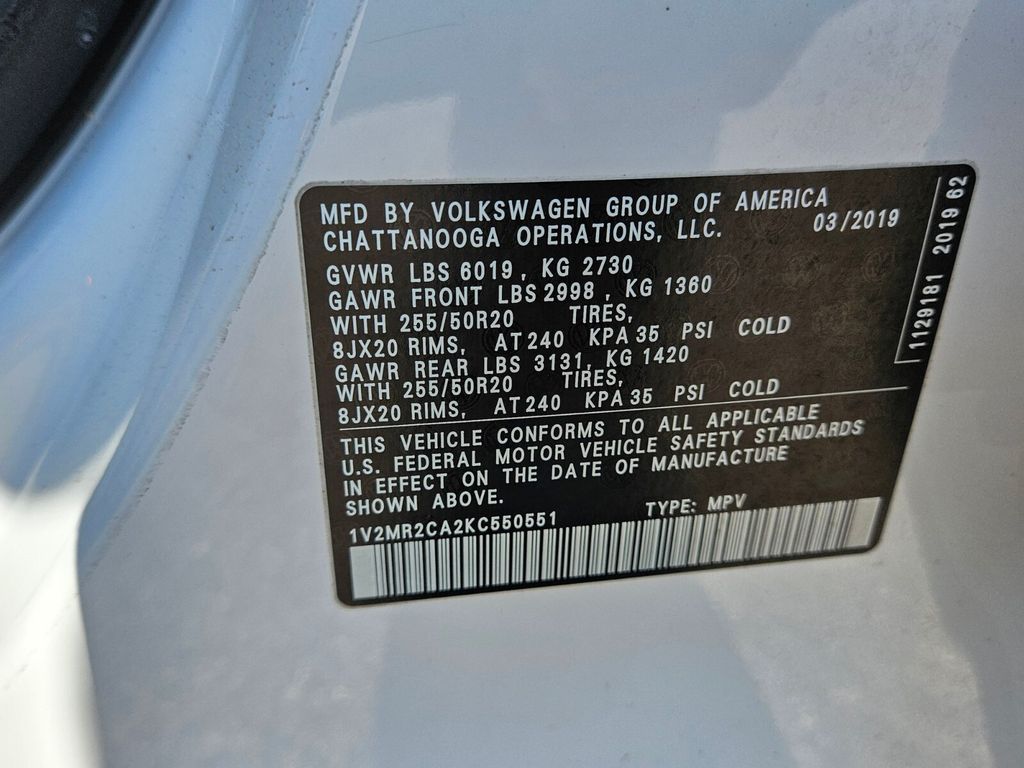 MFD BY VOLKSWAGEN GROUP OF AMERICA
CHATTANOOGA OPERATIONS, LLC. 03/2019
GVWR LBS 6019, KG 2730
GAWR FRONT LBS 2998, KG 1360
WITH 255/50R20 TIRES,
8JX20 RIMS, AT 240 KPA 35 PSI COLD
GAWR REAR LBS 3131, KG 1420
WITH 255/50R20 TIRES,
8JX20 RIMS, AT 240 KPA 35 PSI COLD
THIS VEHICLE CONFORMS TO ALL APPLICABLE
U.S. FEDERAL MOTOR VEHICLE SAFETY STANDARDS
IN EFFECT ON THE DATE OF MANUFACTURE
SHOWN ABOVE.
1V2MR2CA2KC550551 TYPE: MPV
1129181 2019 62